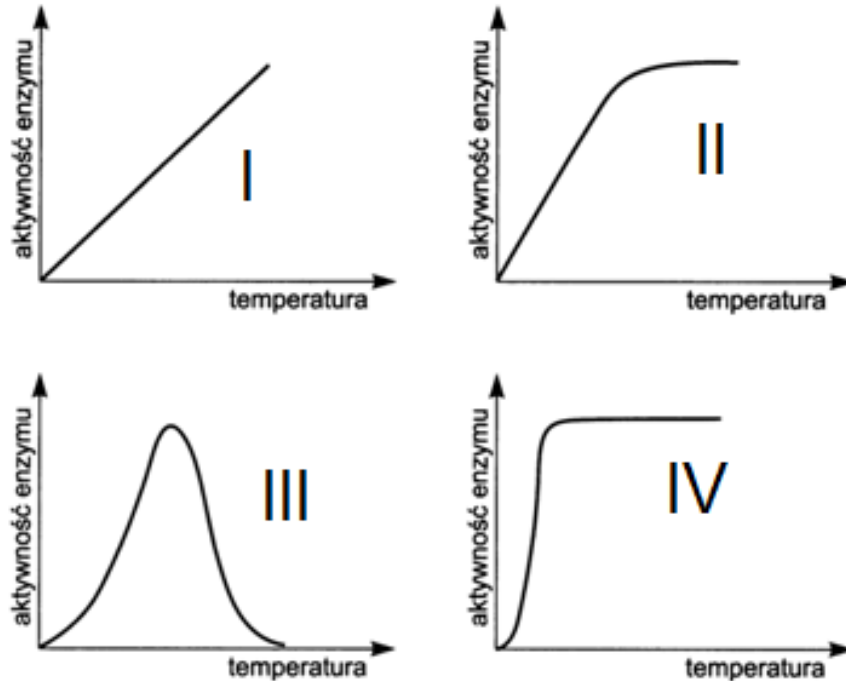 aktywność enzymu
I
temperatura
aktywność enzymu
II
temperatura
aktywność enzymu
III
temperatura
aktywność enzymu
IV
temperatura